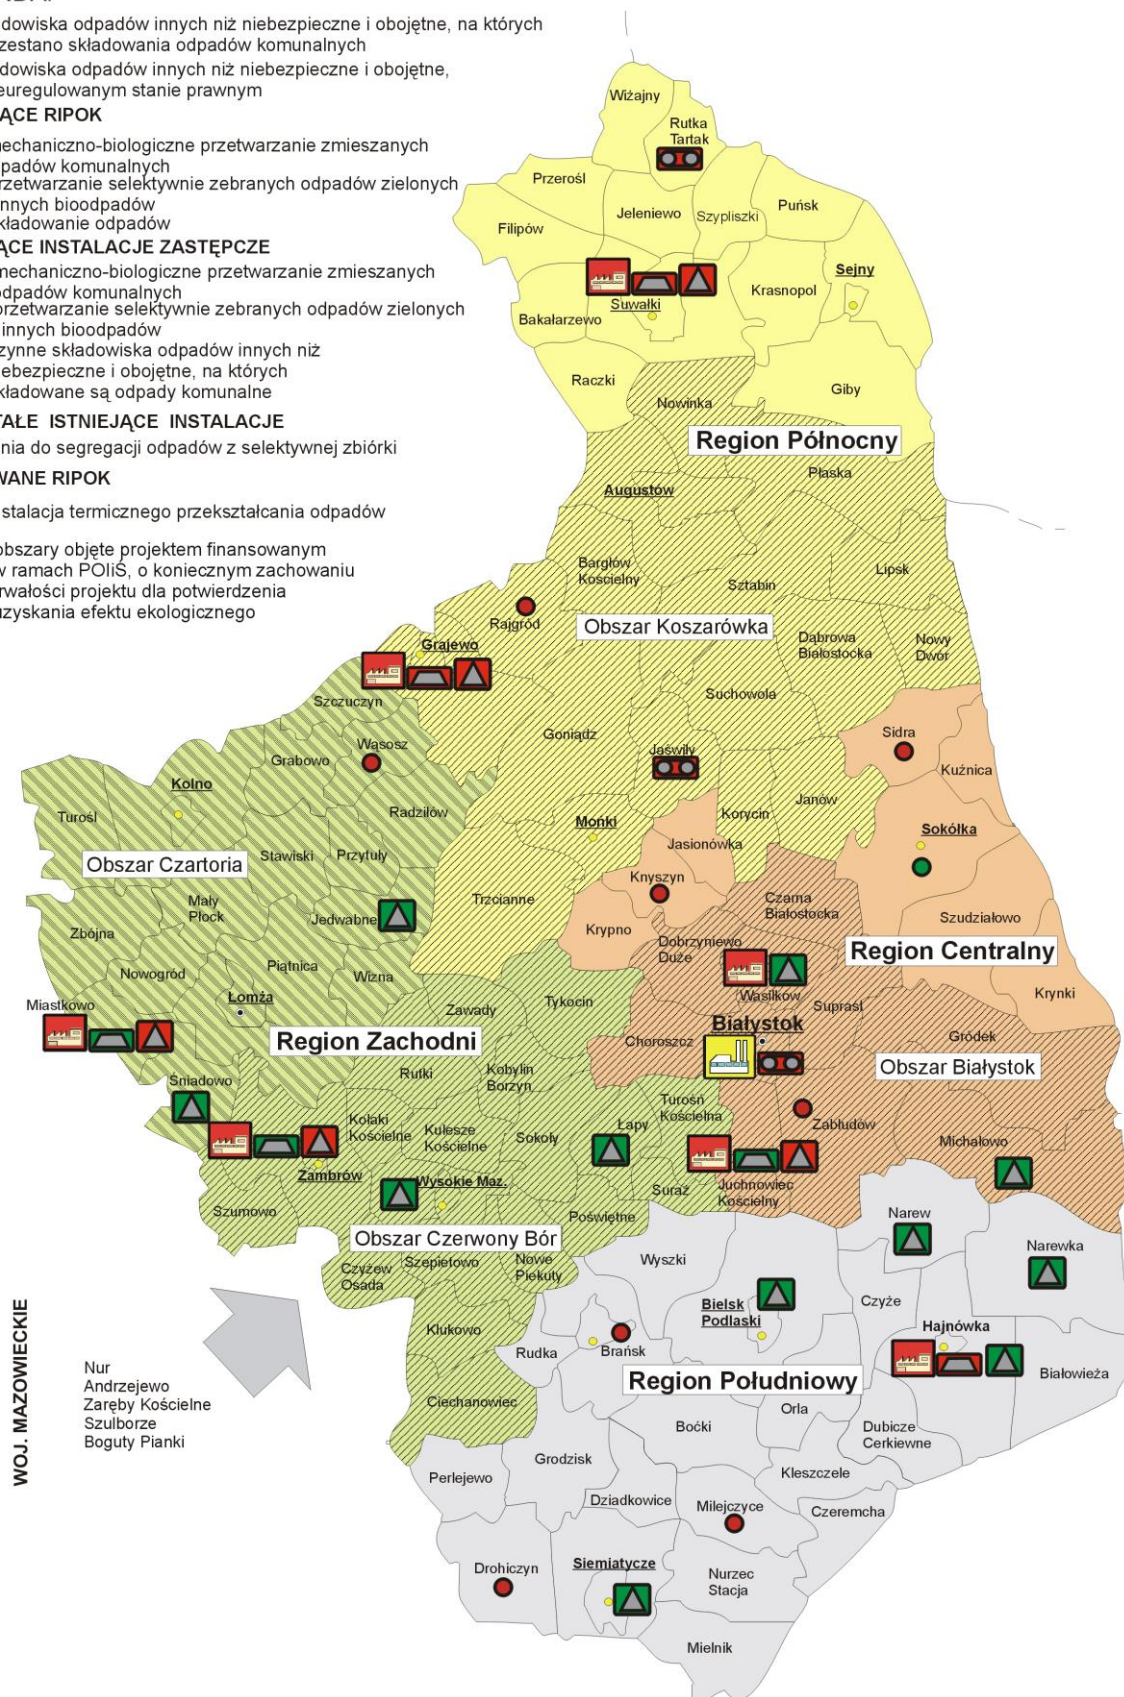 dowiska odpadów innych niż niebezpieczne i obojętne, na których
zestano składowania odpadów komunalnych
dowiska odpadów innych niż niebezpieczne i obojętne,
euregulowanym stanie prawnym
ĄCE RIPOK
echaniczno-biologiczne przetwarzanie zmieszanych
padów komunalnych
rzetwarzanie selektywnie zebranych odpadów zielonych
nnych bioodpadów
kładowanie odpadów
ĄCE INSTALACJE ZASTĘPCZE
mechaniczno-biologiczne przetwarzanie zmieszanych
odpadów komunalnych
przetwarzanie selektywnie zebranych odpadów zielonych
innych bioodpadów
zynne składowiska odpadów innych niż
ebezpieczne i obojętne, na których
kładowane są odpady komunalne
TAŁE ISTNIEJĄCE INSTALACJE
nia do segregacji odpadów z selektywnej zbiórki
WANE RIPOK
stalacja termicznego przekształcania odpadów
obszary objęte projektem finansowanym
w ramach POIiŚ, o koniecznym zachowaniu
rwałości projektu dla potwierdzenia
uzyskania efektu ekologicznego
Wiżajny
Rutka
Tartak
Przerośl
Jeleniewo
Szypliszki
Puńsk
Filipów
Sejny
Suwałki
Krasnopol
Bakałarzewo
Raczki
Giby
Nowinka
Region Północny
Płaska
Augustów
Bargłów
Kościelny
Sztabin
Lipsk
Rajgród
Obszar Koszarówka
Dąbrowa
Białostocka
Nowy
Dwór
Grajewo
Szczuczyn
Suchowola
Goniądz
Jaświły
Sidra
Kuźnica
Wąsosz
Grabowo
Kolno
Turośl
Radziłów
Janów
Korycin
Mońki
Jasionówka
Sokółka
Obszar Czartoria
Stawiski
Przytuły
Knyszyn
Trzcianne
Czarna
Białostocka
Mały
Płock
Jedwabne
Zbójna
Krypno
Szudziałowo
Dobrzyniewo
Duże
Region Centralny
Nowogród
Piątnica
Wizna
Krynki
Miastkowo
Łomża
Zawady
Tykocin
Wasilków
Supraśl
Region Zachodni
Białystok
Choroszcz
Gródek
Obszar Białystok
Śniadowo
Rutki
Kobylin
Borzyn
Turośń
Kościelna
Kołaki
Kościelne
Kulesze
Kościelne
Sokoły
Łapy
Zabłudów
Michałowo
Zambrów
Wysokie Maz.
Suraż
Juchnowiec
Kościelny
Szumowo
Poświętne
Narew
Obszar Czerwony Bór
Szepietowo
Nowe
Piekuty
Czyżew
Osada
Wyszki
Narewka
Bielsk
Podlaski
Czyże
Klukowo
Rudka
Brańsk
Hajnówka
Białowieża
Region Południowy
Ciechanowiec
Orla
Boćki
Dubicze
Cerkiewne
Grodzisk
Perlejewo
Kleszczele
Dziadkowice
Milejczyce
Czeremcha
Drohiczyn
Siemiatycze
Nurzec
Stacja
Mielnik
WOJ. MAZOWIECKIE
Nur
Andrzejewo
Zaręby Kościelne
Szulborze
Boguty Pianki